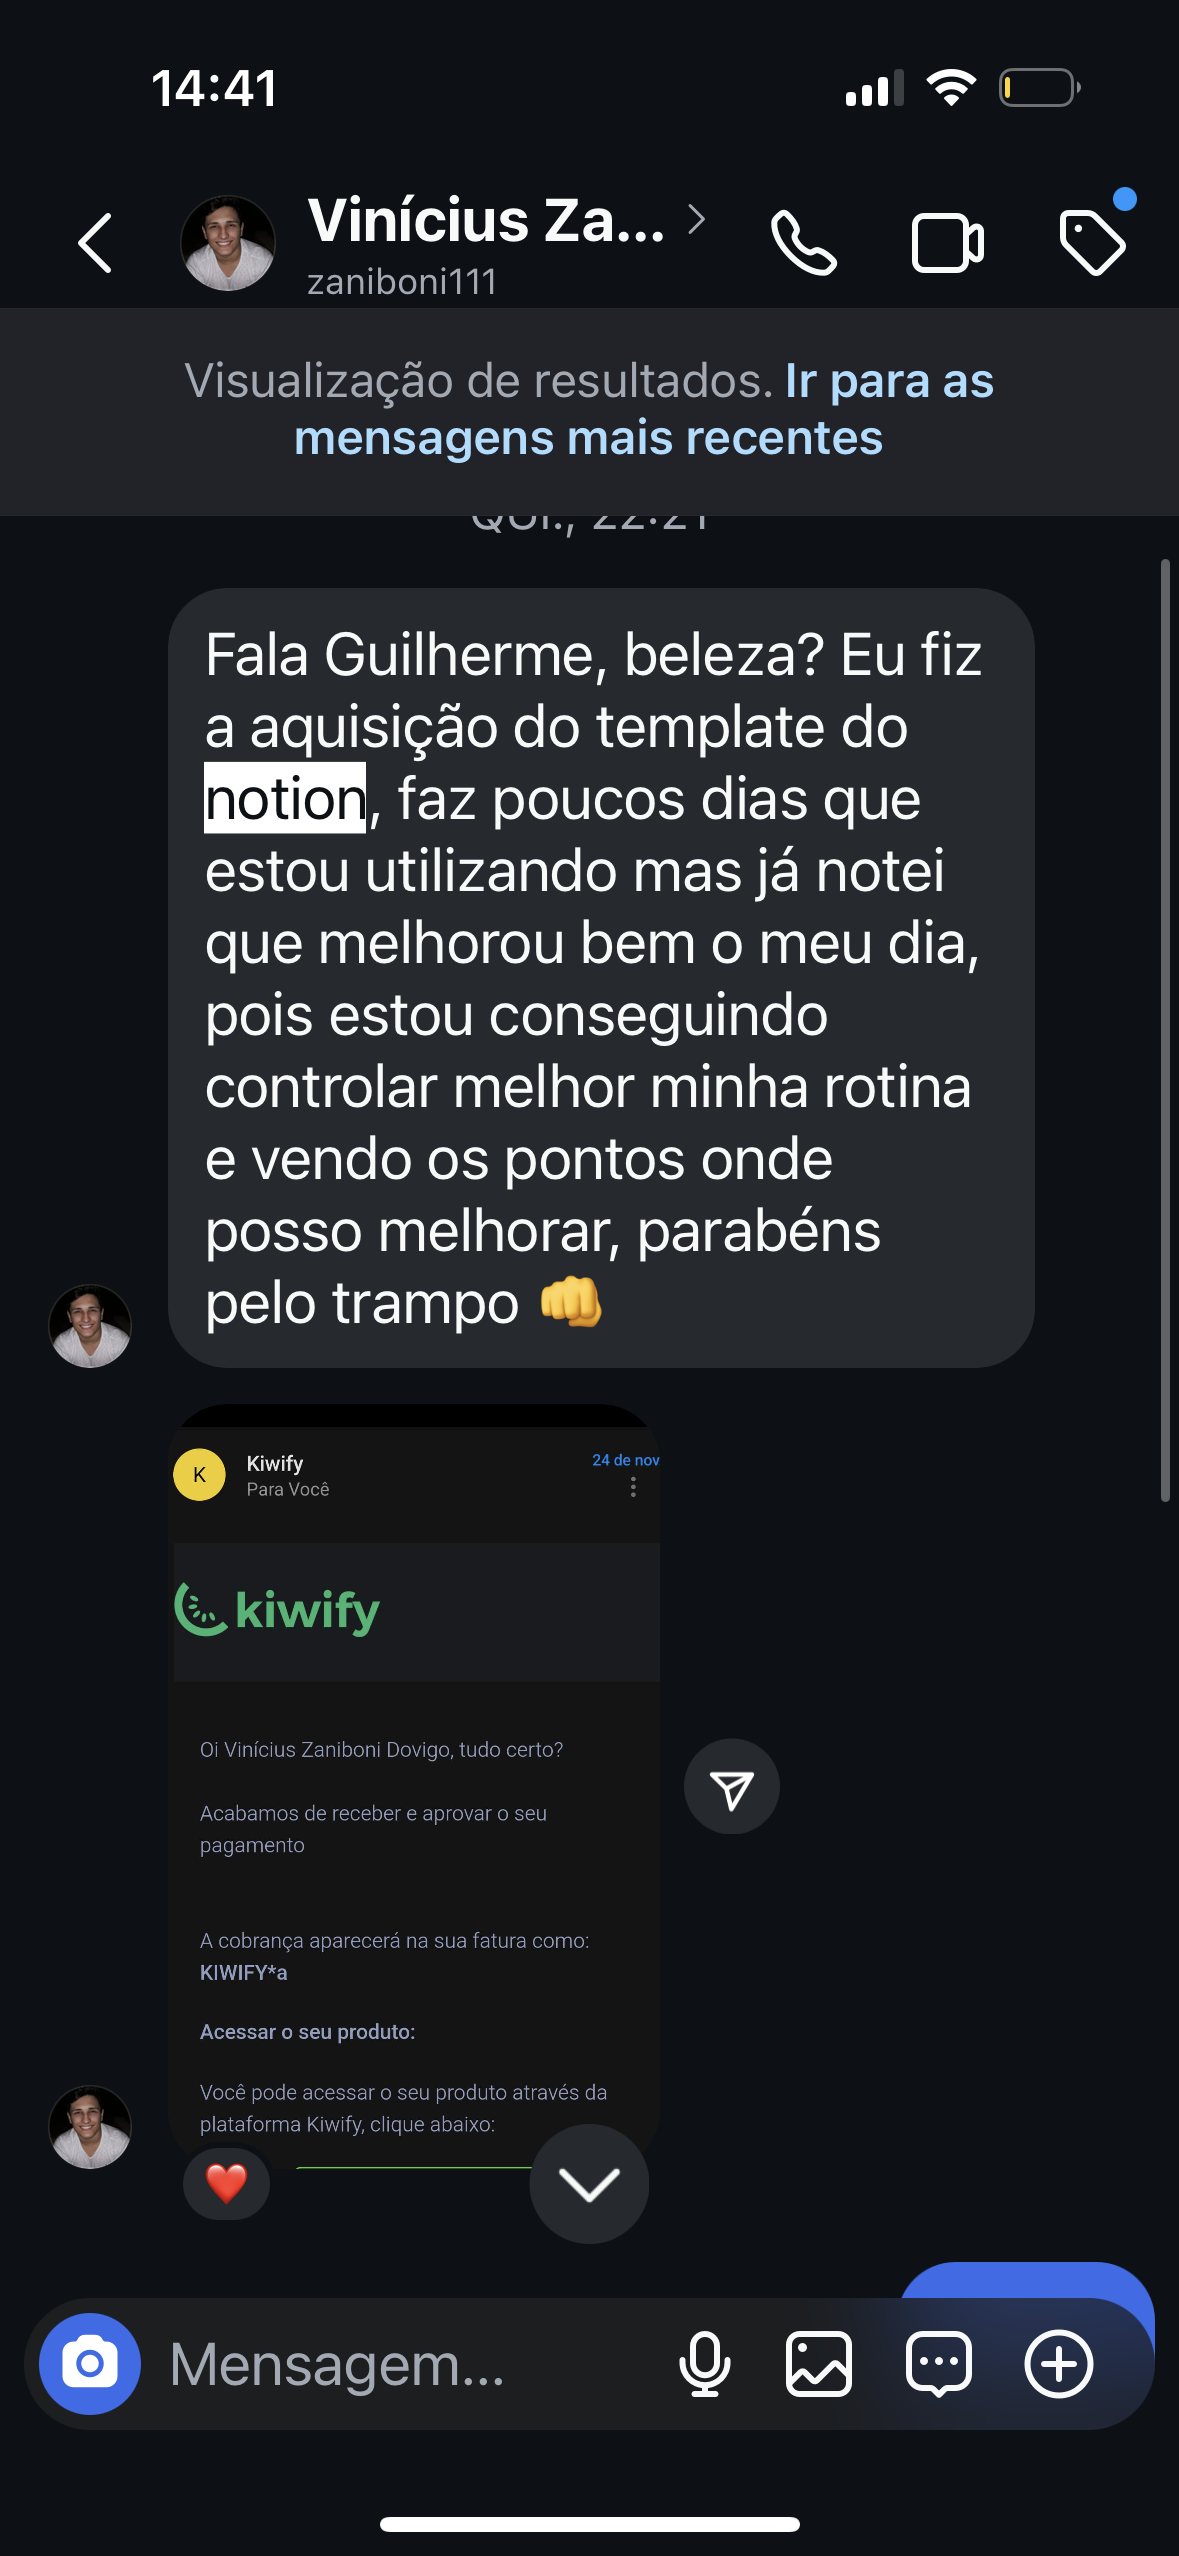 14:41
Vinícius Za...
zaniboni111
Visualização de resultados. Ir para as
mensagens mais recentes
QUI., 22:21
Fala Guilherme, beleza? Eu fiz
a aquisição do template do
notion, faz poucos dias que
estou utilizando mas já notei
que melhorou bem o meu dia,
pois estou conseguindo
controlar melhor minha rotina
e vendo os pontos onde
posso melhorar, parabéns
pelo trampo 👊
K
Kiwify
24 de nov
Para Você
kiwify
Oi Vinícius Zaniboni Dovigo, tudo certo?
Acabamos de receber e aprovar o seu
pagamento
A cobrança aparecerá na sua fatura como:
KIWIFY*a
Acessar o seu produto:
Você pode acessar o seu produto através da
plataforma Kiwify, clique abaixo:
❤️
Mensagem...